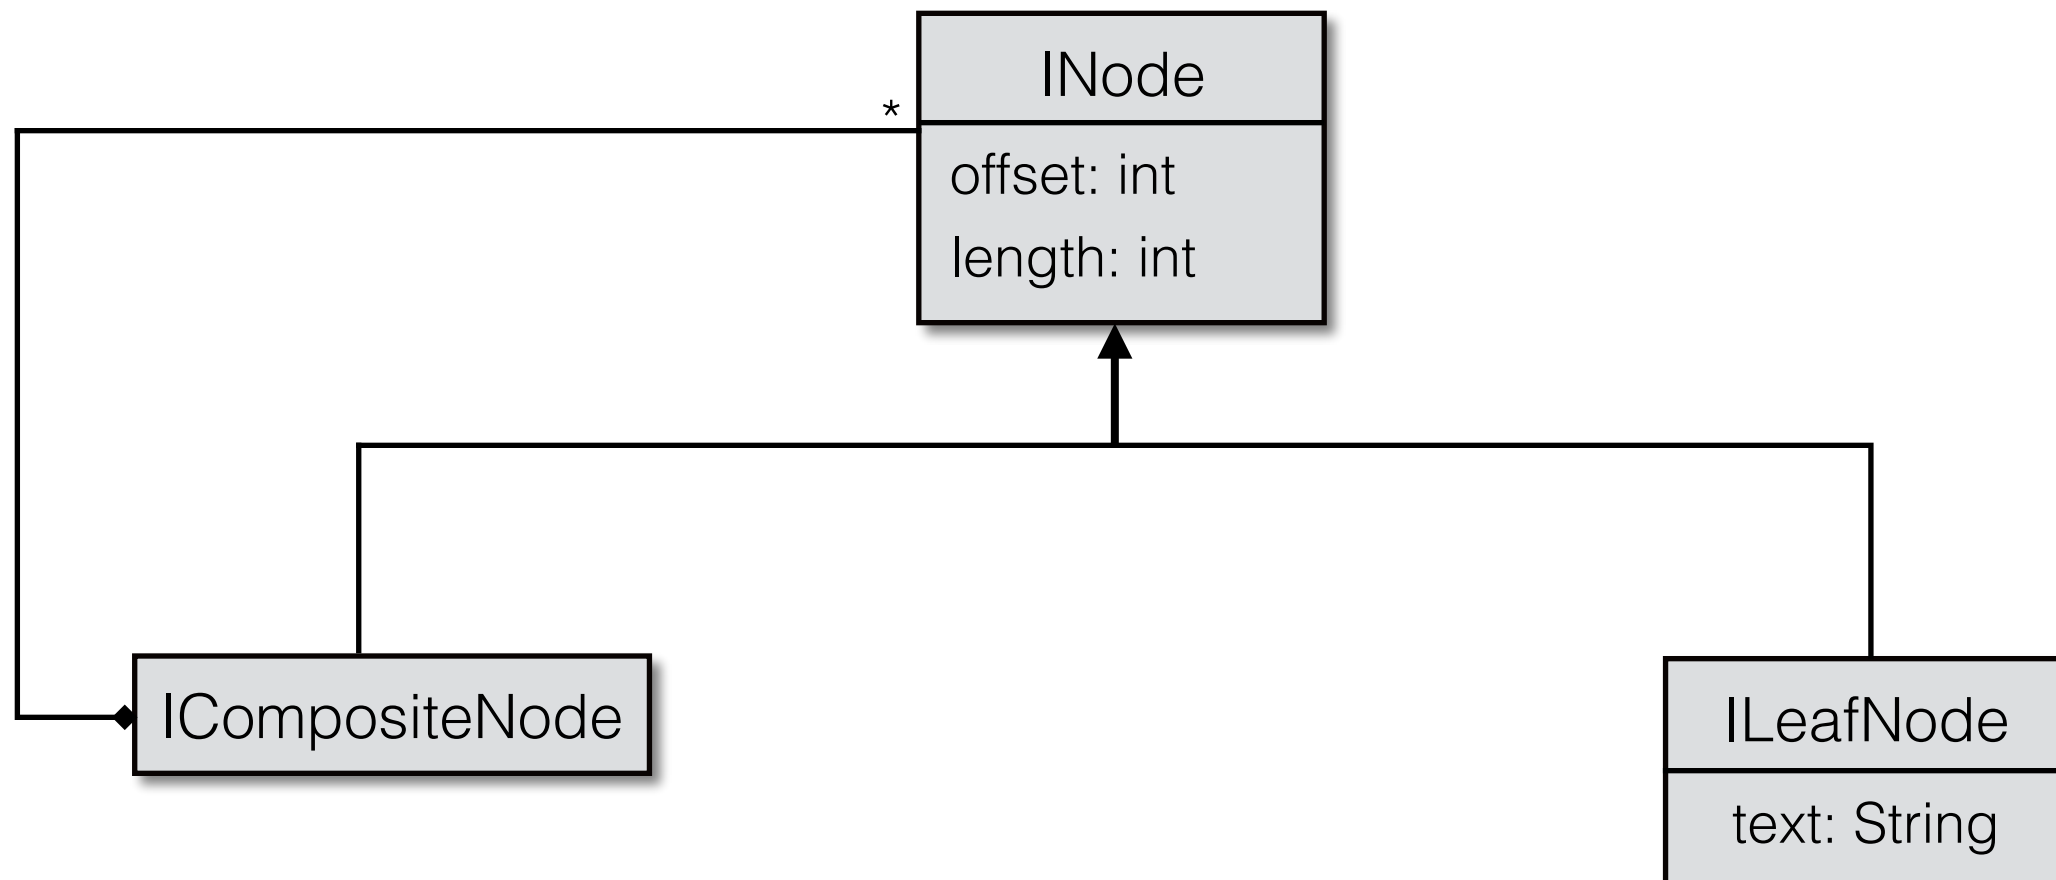 INode
*
offset: int
length: int
ICompositeNode
ILeafNode
text: String